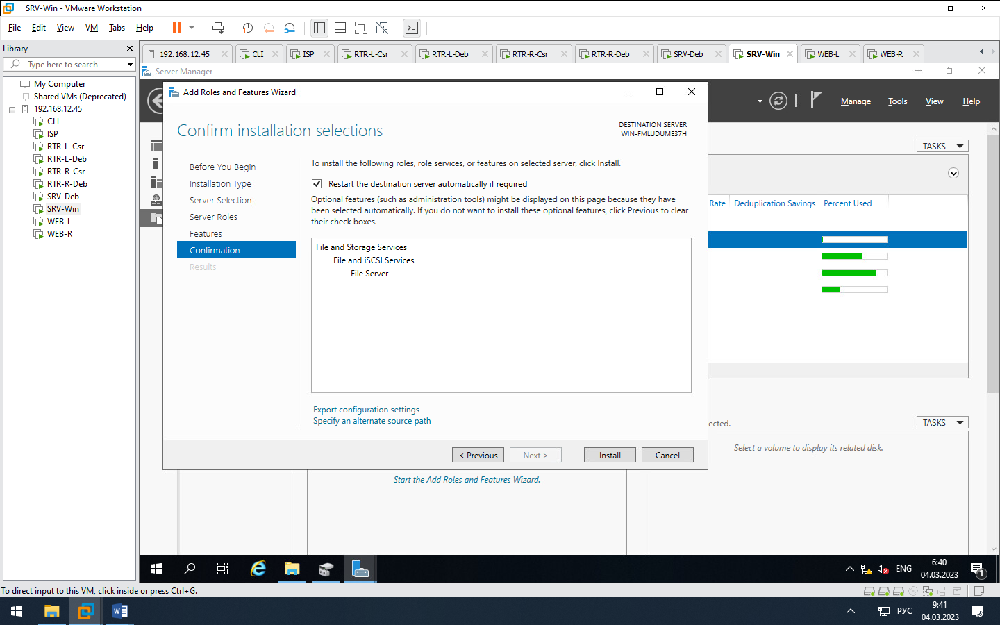 SRV-Win - VMware Workstation
File Edit View VM Tabs Help
Library
Type here to search
My Computer
Shared VMs (Deprecated)
192.168.12.45
CLI
ISP
RTR-L-Csr
RTR-L-Deb
RTR-R-Csr
RTR-R-Deb
SRV-Deb
SRV-Win
WEB-L
WEB-R
192.168.12.45 CLI ISP RTR-L-Csr RTR-L-Deb RTR-R-Csr RTR-R-Deb SRV-Deb SRV-Win WEB-L WEB-R
Server Manager
Manage Tools View Help
Add Roles and Features Wizard
Confirm installation selections
DESTINATION SERVER
WIN-FMLUDUME37H
Before You Begin
Installation Type
Server Selection
Server Roles
Features
Confirmation
Results
To install the following roles, role services, or features on selected server, click Install.
Restart the destination server automatically if required
Optional features (such as administration tools) might be displayed on this page because they have
been selected automatically. If you do not want to install these optional features, click Previous to clear
their check boxes.
File and Storage Services
File and iSCSI Services
File Server
Export configuration settings
Specify an alternate source path
< Previous Next > Install Cancel
TASKS
Rate Deduplication Savings Percent Used
ected.
TASKS
Select a volume to display its related disk.
Start the Add Roles and Features Wizard.
ENG
6:40
04.03.2023
1
To direct input to this VM, click inside or press Ctrl+G.
РУС
9:41
04.03.2023